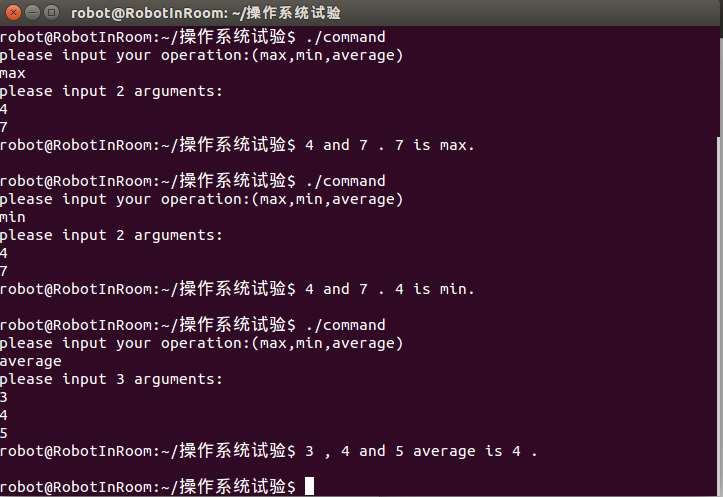 robot@RobotInRoom: ~/操作系统试验
robot@RobotInRoom:~/操作系统试验$ ./command
please input your operation:(max,min,average)
max
please input 2 arguments:
4
7
robot@RobotInRoom:~/操作系统试验$ 4 and 7 . 7 is max.
robot@RobotInRoom:~/操作系统试验$ ./command
please input your operation:(max,min,average)
min
please input 2 arguments:
4
7
robot@RobotInRoom:~/操作系统试验$ 4 and 7 . 4 is min.
robot@RobotInRoom:~/操作系统试验$ ./command
please input your operation:(max,min,average)
average
please input 3 arguments:
3
4
5
robot@RobotInRoom:~/操作系统试验$ 3 , 4 and 5 average is 4 .
robot@RobotInRoom:~/操作系统试验$